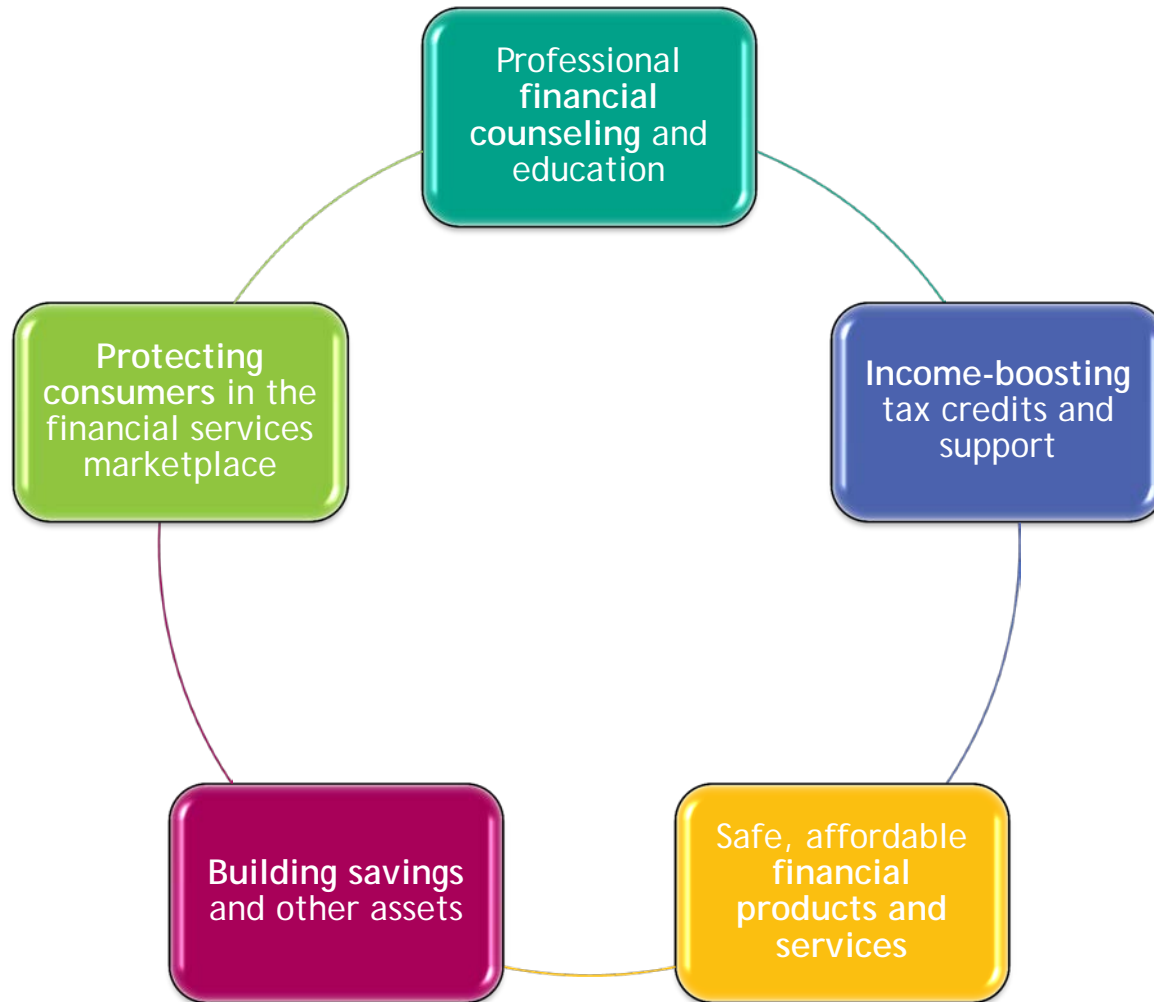 Professional
financial
counseling and
education
Income-boosting
tax credits and
support
Safe, affordable
financial
products and
services
Building savings
and other assets
Protecting
consumers in the
financial services
marketplace